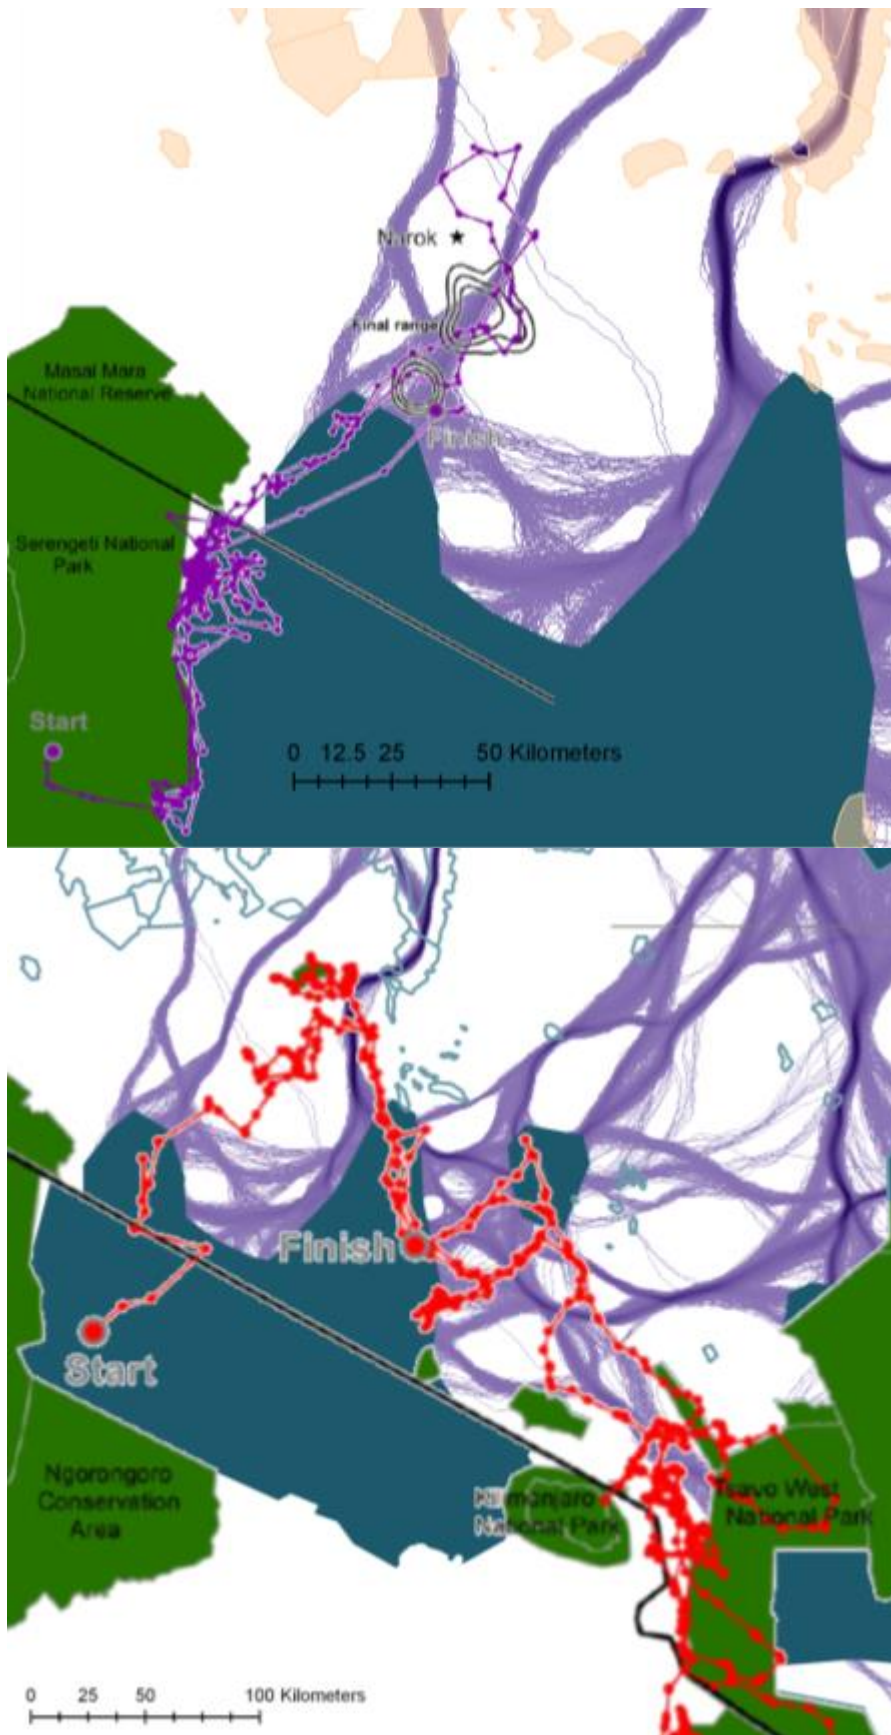 Narok
Final range
Masai Mara
National Reserve
Finish
Serengeti National
Park
Start
0 12.5 25 50 Kilometers
Finish
Start
Ngorongoro
Conservation
Area
Kilimanjaro
National Park
Tsavo West
National Park
0 25 50 100 Kilometers